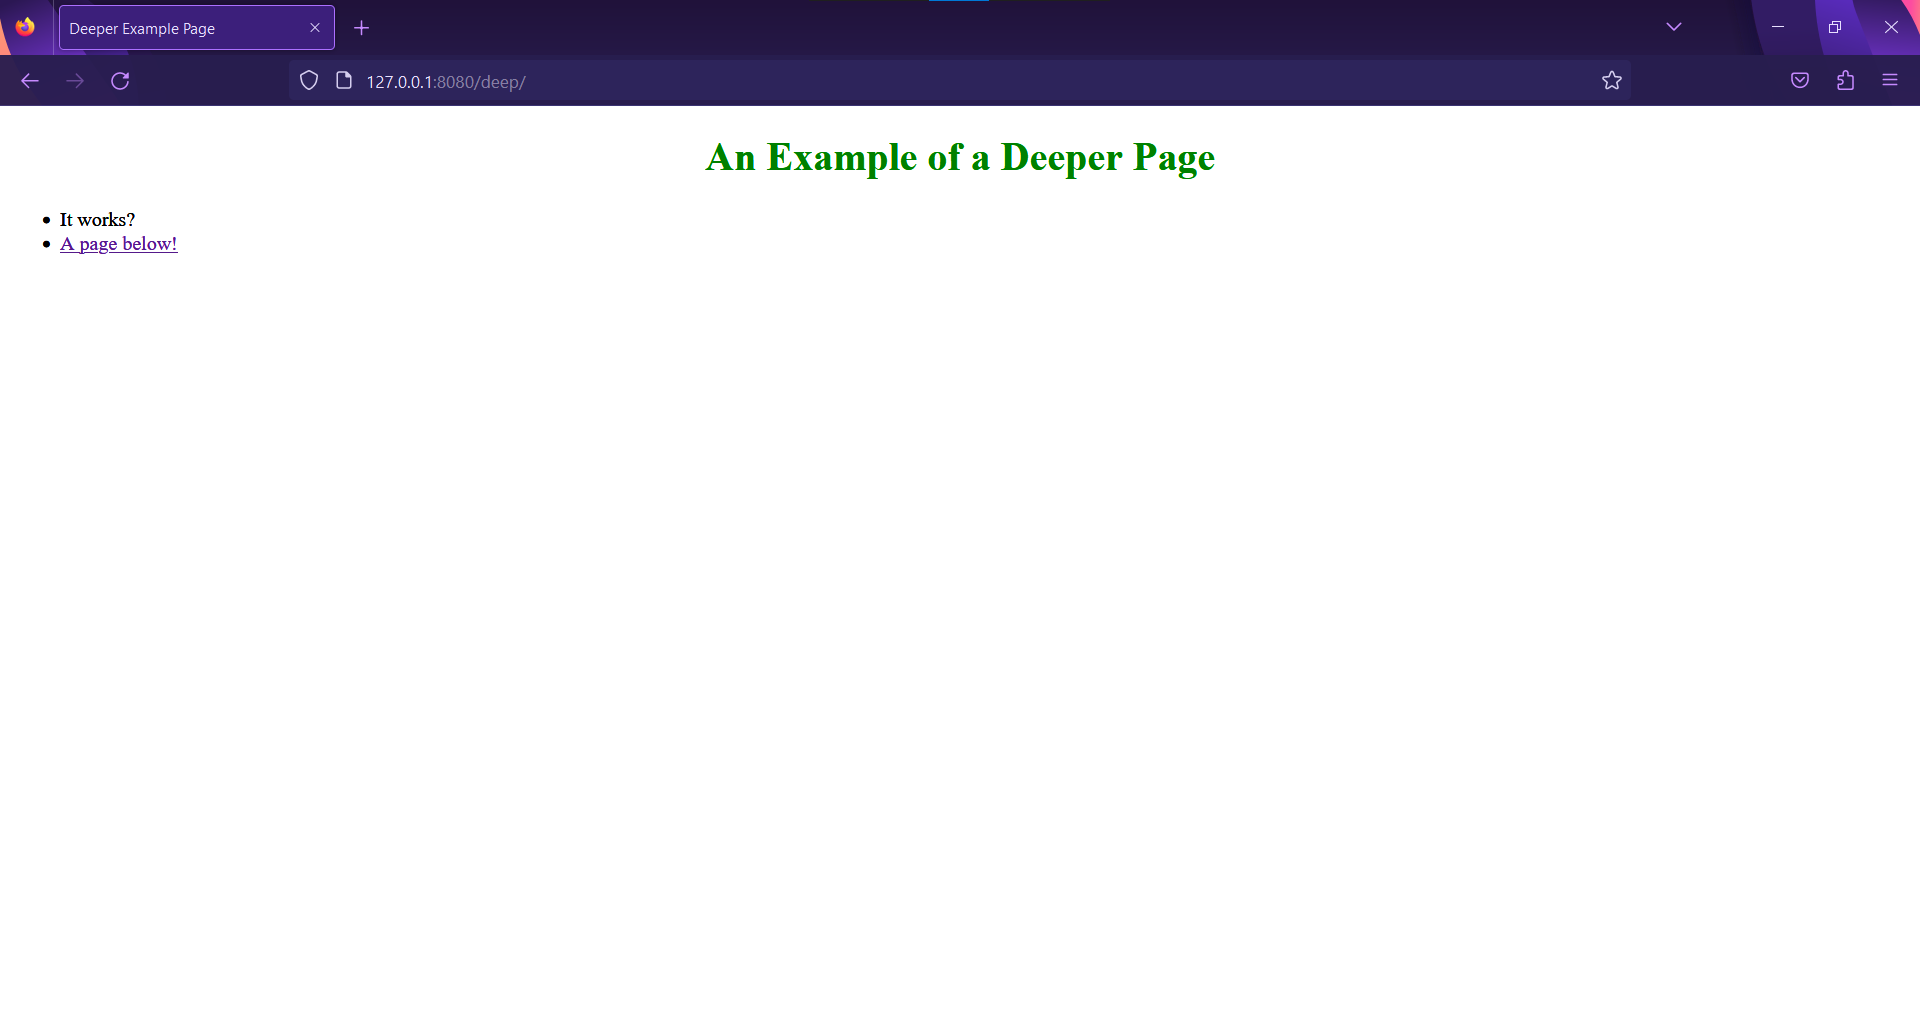 Deeper Example Page
127.0.0.1:8080/deep/
An Example of a Deeper Page
It works?
A page below!